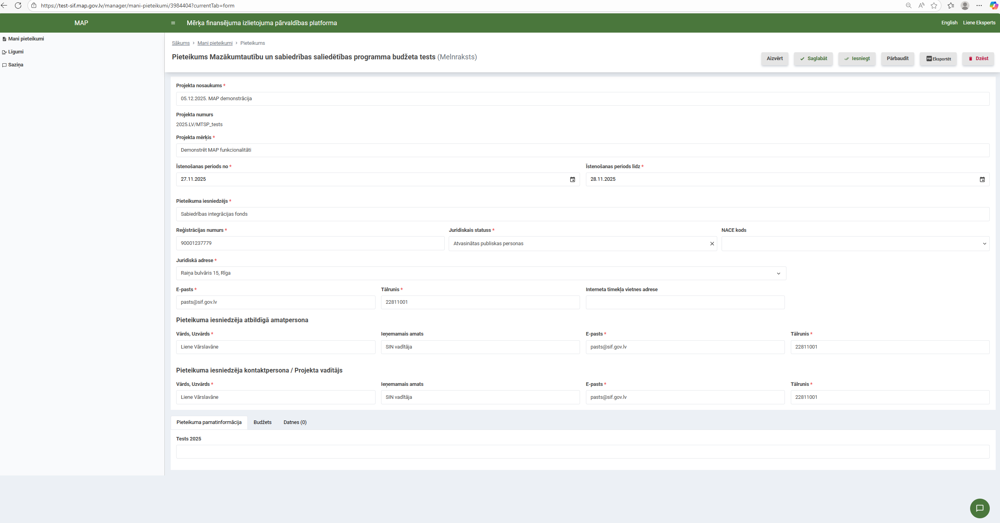 https://test-sif.map.gov.lv/manager/mani-pieteikumi/3984404?currentTab=form
MAP
Mērķa finansējuma izlietojuma pārvaldības platforma
English Liene Eksperts
Mani pieteikumi
Līgumi
Saziņa
Sākums > Mani pieteikumi > Pieteikums
Pieteikums Mazākumtautību un sabiedrības saliedētības programma budžeta tests (Melnraksts)
Aizvērt Saglabāt Iesniegt Pārbaudīt PDF Eksportēt Dzēst
Projekta nosaukums *
05.12.2025. MAP demonstrācija
Projekta numurs
2025.LV/MTSP_tests
Projekta mērķis *
Demonstrēt MAP funkcionalitāti
Īstenošanas periods no * Īstenošanas periods līdz *
27.11.2025 28.11.2025
Pieteikuma iesniedzējs *
Sabiedrības integrācijas fonds
Reģistrācijas numurs * Juridiskais statuss * NACE kods
90001237779 Atvasinātas publiskas personas
Juridiskā adrese *
Raiņa bulvāris 15, Rīga
E-pasts * Tālrunis * Interneta tīmekļa vietnes adrese
pasts@sif.gov.lv 22811001
Pieteikuma iesniedzēja atbildīgā amatpersona
Vārds, Uzvārds * Ieņemamais amats E-pasts * Tālrunis *
Liene Vārslavāne SIN vadītāja pasts@sif.gov.lv 22811001
Pieteikuma iesniedzēja kontaktpersona / Projekta vadītājs
Vārds, Uzvārds * Ieņemamais amats E-pasts * Tālrunis *
Liene Vārslavāne SIN vadītāja pasts@sif.gov.lv 22811001
Pieteikuma pamatinformācija Budžets Datnes (0)
Tests 2025